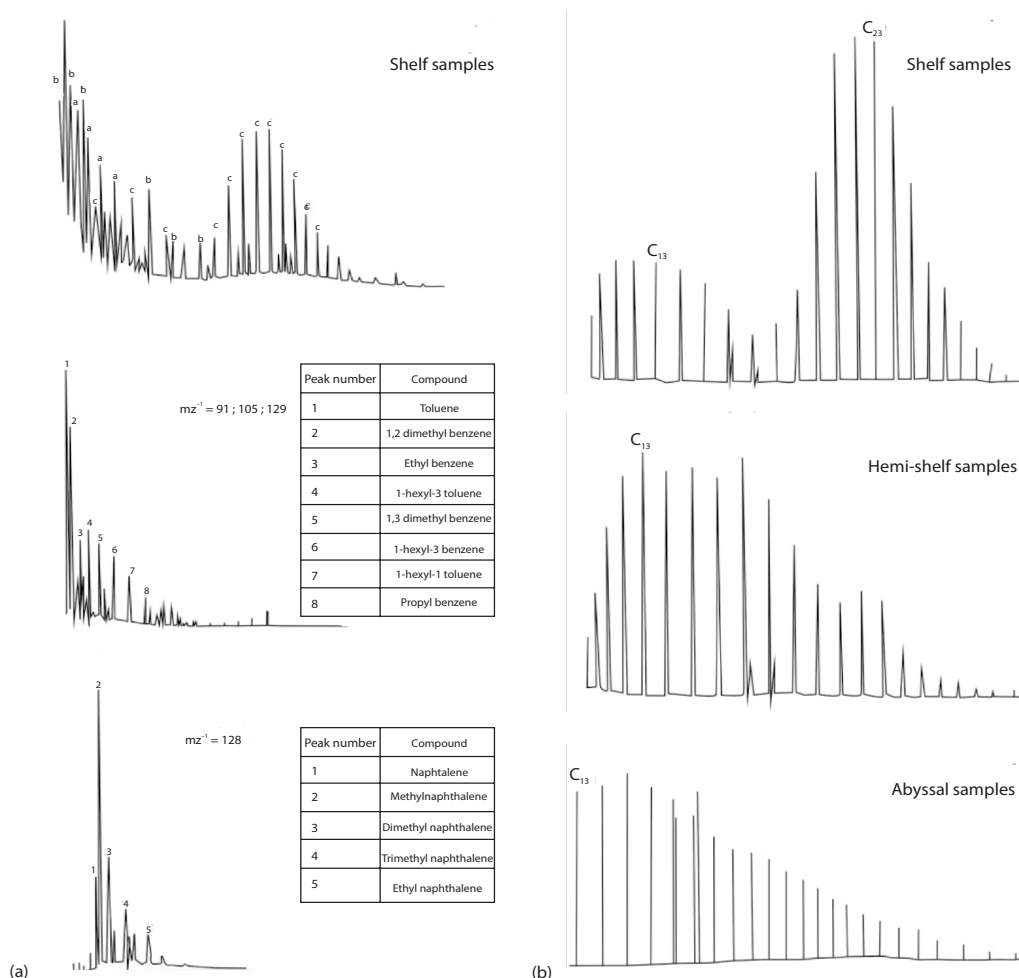 Shelf samples
b
b
b
a
a
a
a
c
c
b
c
b
b
c
c
c
c
c
c
c
c
c
1
2
3
4
5
6
7
8
mz⁻¹ = 91 ; 105 ; 129
Peak number Compound
1 Toluene
2 1,2 dimethyl benzene
3 Ethyl benzene
4 1-hexyl-3 toluene
5 1,3 dimethyl benzene
6 1-hexyl-3 benzene
7 1-hexyl-1 toluene
8 Propyl benzene
2
1
3
4
5
mz⁻¹ = 128
Peak number Compound
1 Naphtalene
2 Methylnaphthalene
3 Dimethyl naphthalene
4 Trimethyl naphthalene
5 Ethyl naphthalene
(a)
C₂₃
Shelf samples
C₁₃
C₁₃
Hemi-shelf samples
C₁₃
Abyssal samples
(b)